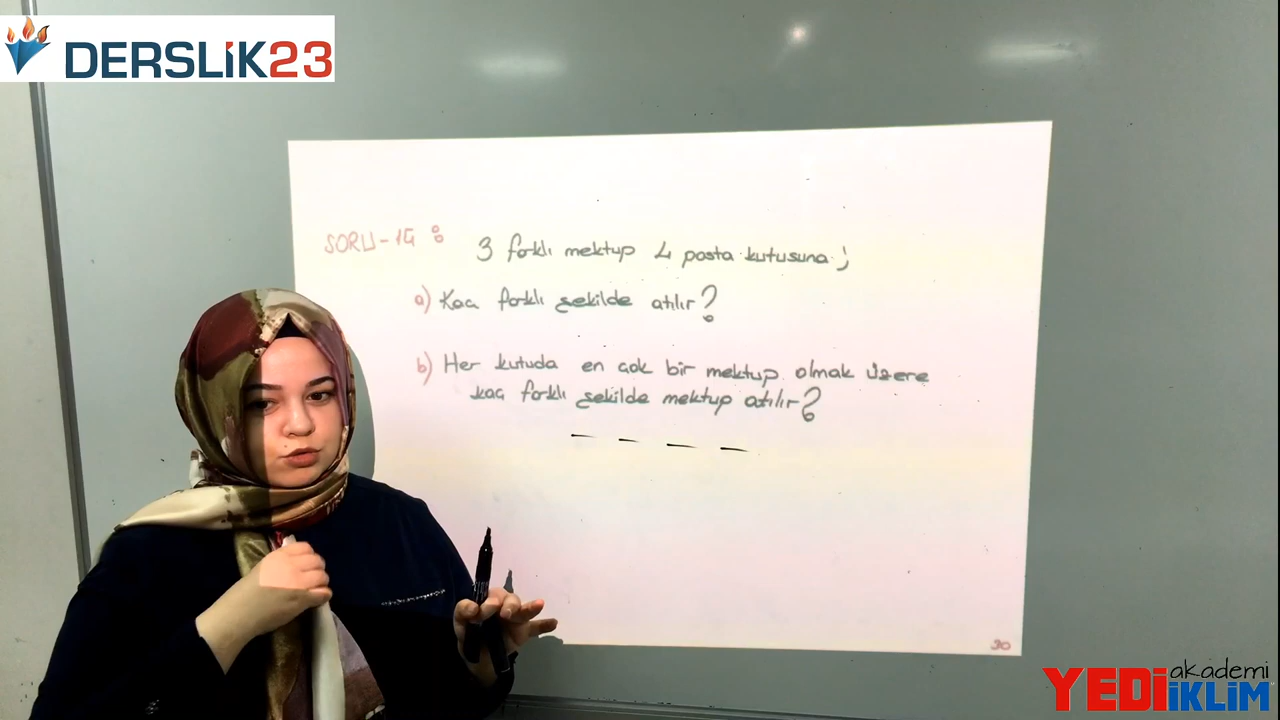 DERSLİK23
SORU-14:
3 farklı mektup 4 posta kutusuna;
a) Kaç farklı şekilde atılır?
b) Her kutuda en çok bir mektup olmak üzere
kaç farklı şekilde mektup atılır?
30
YEDİ akademi
İKLİM